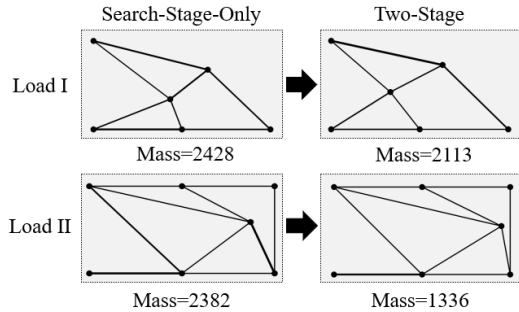 Search-Stage-Only Two-Stage
Load I
Mass=2428 Mass=2113
Load II
Mass=2382 Mass=1336